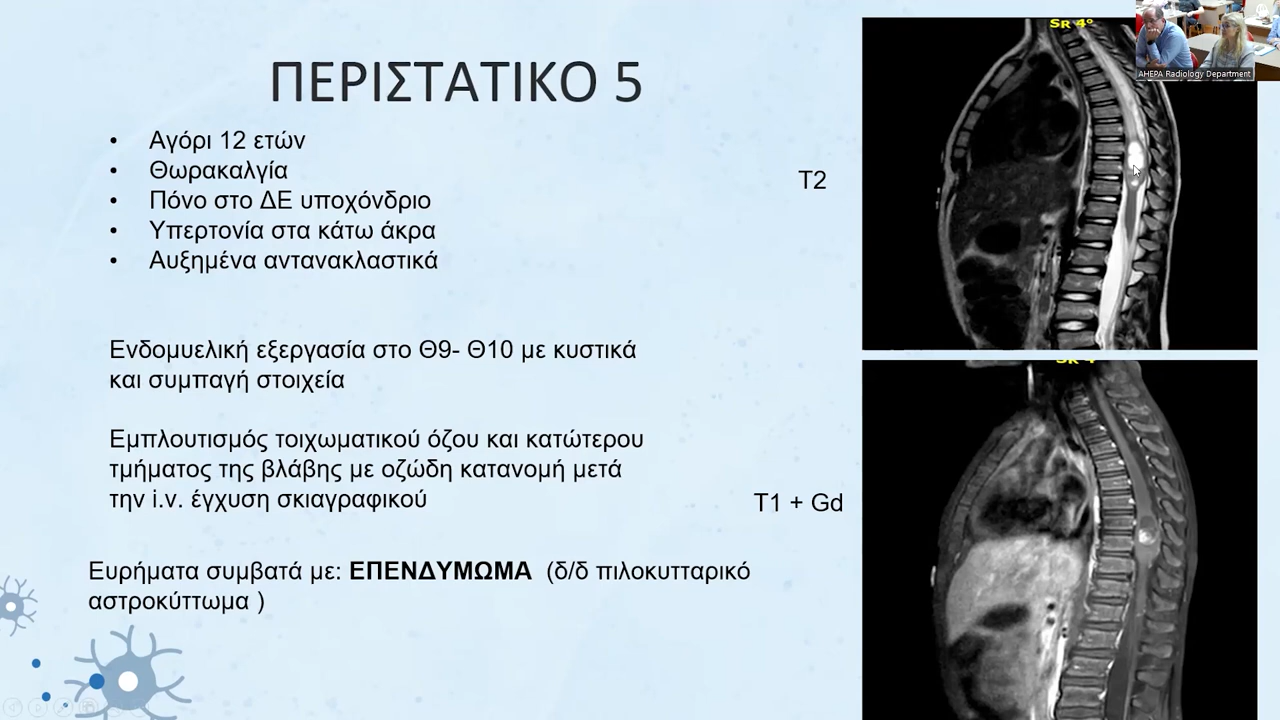 SR 4°
AHEPA Radiology Department
ΠΕΡΙΣΤΑΤΙΚΟ 5
• Αγόρι 12 ετών
• Θωρακαλγία
• Πόνο στο ΔΕ υποχόνδριο
• Υπερτονία στα κάτω άκρα
• Αυξημένα αντανακλαστικά
T2
Ενδομυελική εξεργασία στο Θ9- Θ10 με κυστικά
και συμπαγή στοιχεία
Εμπλουτισμός τοιχωματικού όζου και κατώτερου
τμήματος της βλάβης με οζώδη κατανομή μετά
την i.v. έγχυση σκιαγραφικού
T1 + Gd
Ευρήματα συμβατά με: ΕΠΕΝΔΥΜΩΜΑ (δ/δ πιλοκυτταρικό
αστροκύττωμα )